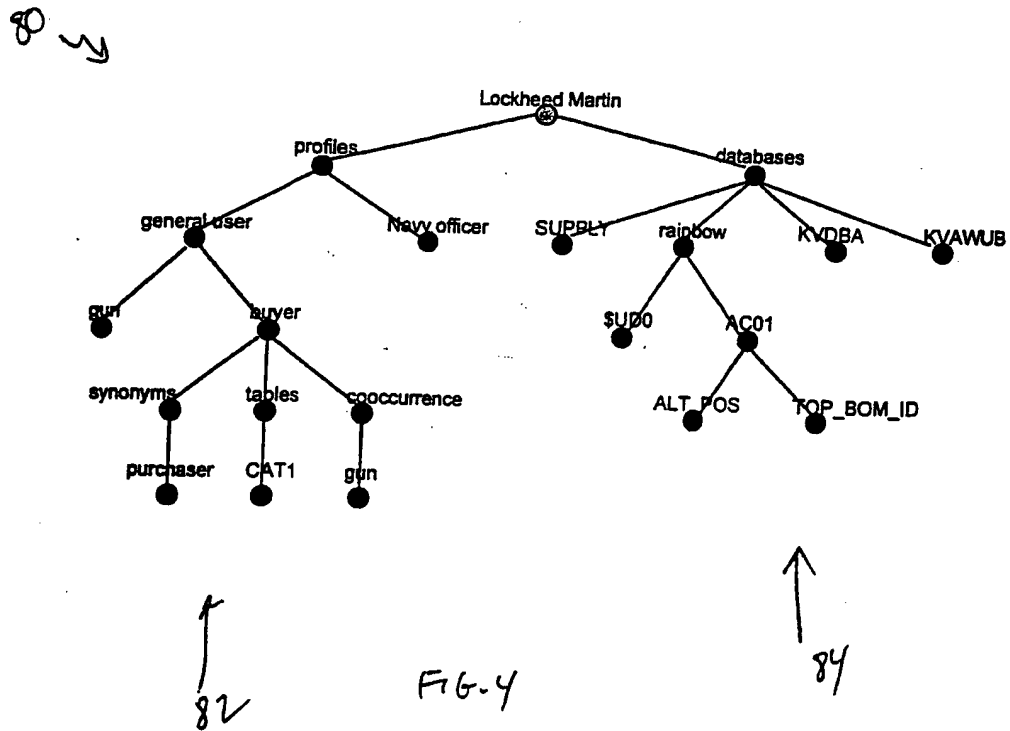 80
Lockheed Martin
profiles
databases
general user
Navy officer
SUPPLY
rainbow
KVDBA
KVAWUB
gun
buyer
$UD0
AC01
synonyms
tables
cooccurrence
ALT_POS
TOP_BOM_ID
purchaser
CAT1
gun
82
FIG. 4
84